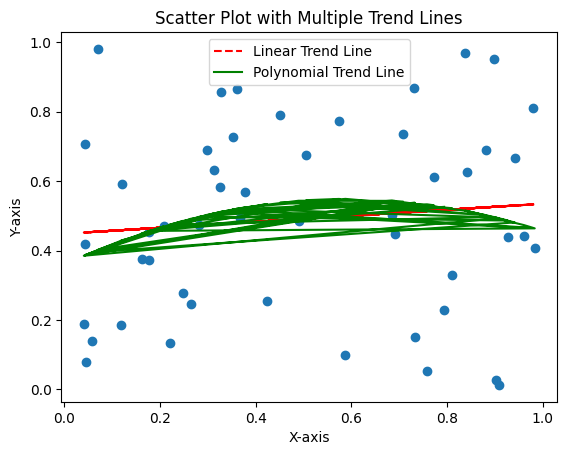 Scatter Plot with Multiple Trend Lines
Linear Trend Line
Polynomial Trend Line
1.0
0.8
0.6
0.4
0.2
0.0
Y-axis
0.0 0.2 0.4 0.6 0.8 1.0
X-axis